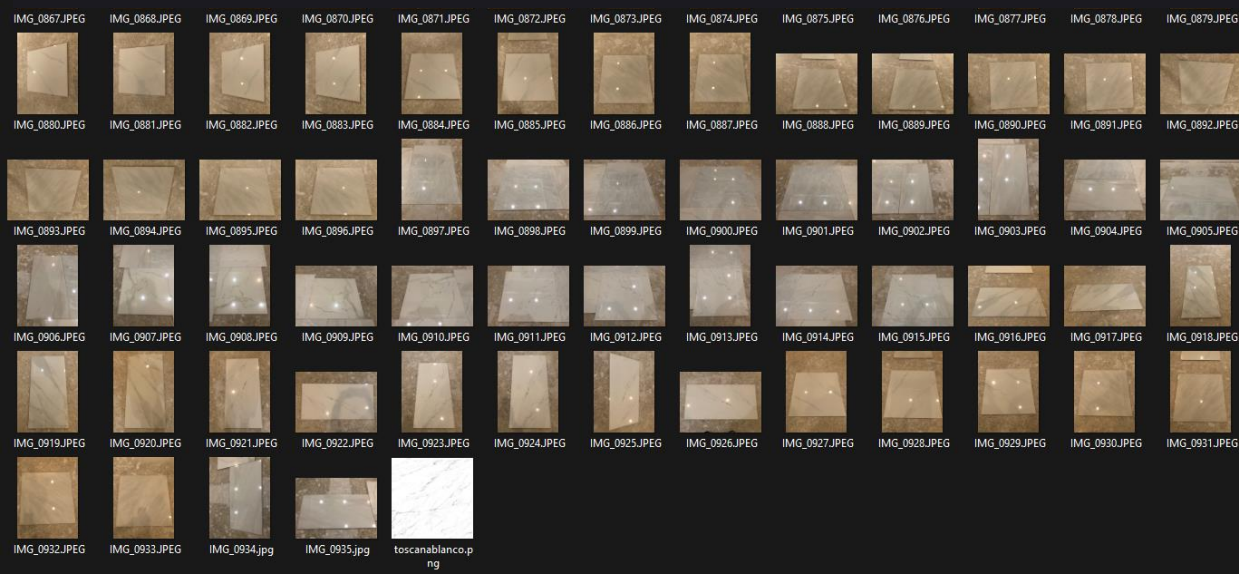 IMG_0867.JPEG IMG_0868.JPEG IMG_0869.JPEG IMG_0870.JPEG IMG_0871.JPEG IMG_0872.JPEG IMG_0873.JPEG IMG_0874.JPEG IMG_0875.JPEG IMG_0876.JPEG IMG_0877.JPEG IMG_0878.JPEG IMG_0879.JPEG
IMG_0880.JPEG IMG_0881.JPEG IMG_0882.JPEG IMG_0883.JPEG IMG_0884.JPEG IMG_0885.JPEG IMG_0886.JPEG IMG_0887.JPEG IMG_0888.JPEG IMG_0889.JPEG IMG_0890.JPEG IMG_0891.JPEG IMG_0892.JPEG
IMG_0893.JPEG IMG_0894.JPEG IMG_0895.JPEG IMG_0896.JPEG IMG_0897.JPEG IMG_0898.JPEG IMG_0899.JPEG IMG_0900.JPEG IMG_0901.JPEG IMG_0902.JPEG IMG_0903.JPEG IMG_0904.JPEG IMG_0905.JPEG
IMG_0906.JPEG IMG_0907.JPEG IMG_0908.JPEG IMG_0909.JPEG IMG_0910.JPEG IMG_0911.JPEG IMG_0912.JPEG IMG_0913.JPEG IMG_0914.JPEG IMG_0915.JPEG IMG_0916.JPEG IMG_0917.JPEG IMG_0918.JPEG
IMG_0919.JPEG IMG_0920.JPEG IMG_0921.JPEG IMG_0922.JPEG IMG_0923.JPEG IMG_0924.JPEG IMG_0925.JPEG IMG_0926.JPEG IMG_0927.JPEG IMG_0928.JPEG IMG_0929.JPEG IMG_0930.JPEG IMG_0931.JPEG
IMG_0932.JPEG IMG_0933.JPEG IMG_0934.jpg IMG_0935.jpg toscanablanco.p
ng